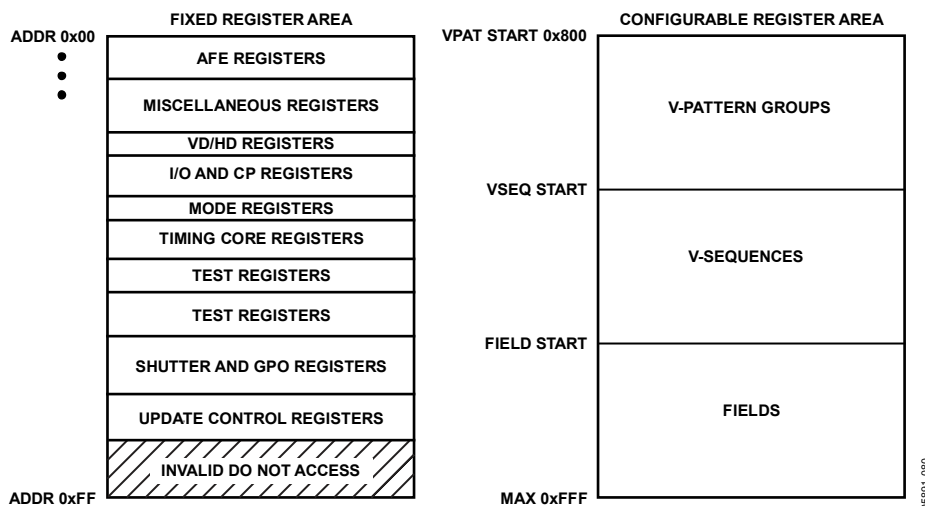 FIXED REGISTER AREA
ADDR 0x00
AFE REGISTERS
MISCELLANEOUS REGISTERS
VD/HD REGISTERS
I/O AND CP REGISTERS
MODE REGISTERS
TIMING CORE REGISTERS
TEST REGISTERS
TEST REGISTERS
SHUTTER AND GPO REGISTERS
UPDATE CONTROL REGISTERS
INVALID DO NOT ACCESS
ADDR 0xFF
CONFIGURABLE REGISTER AREA
VPAT START 0x800
V-PATTERN GROUPS
VSEQ START
V-SEQUENCES
FIELD START
FIELDS
MAX 0xFFF